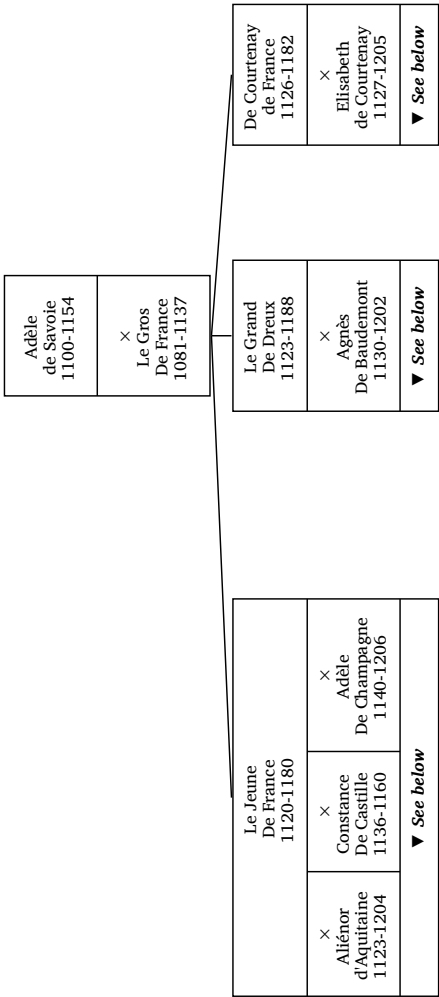 Adèle
de Savoie
1100-1154
×
Le Gros
De France
1081-1137
Le Jeune
De France
1120-1180
×
Aliénor
d'Aquitaine
1123-1204
×
Constance
De Castille
1136-1160
×
Adèle
De Champagne
1140-1206
▼ See below
Le Grand
De Dreux
1123-1188
×
Agnès
De Baudemont
1130-1202
▼ See below
De Courtenay
de France
1126-1182
×
Elisabeth
de Courtenay
1127-1205
▼ See below